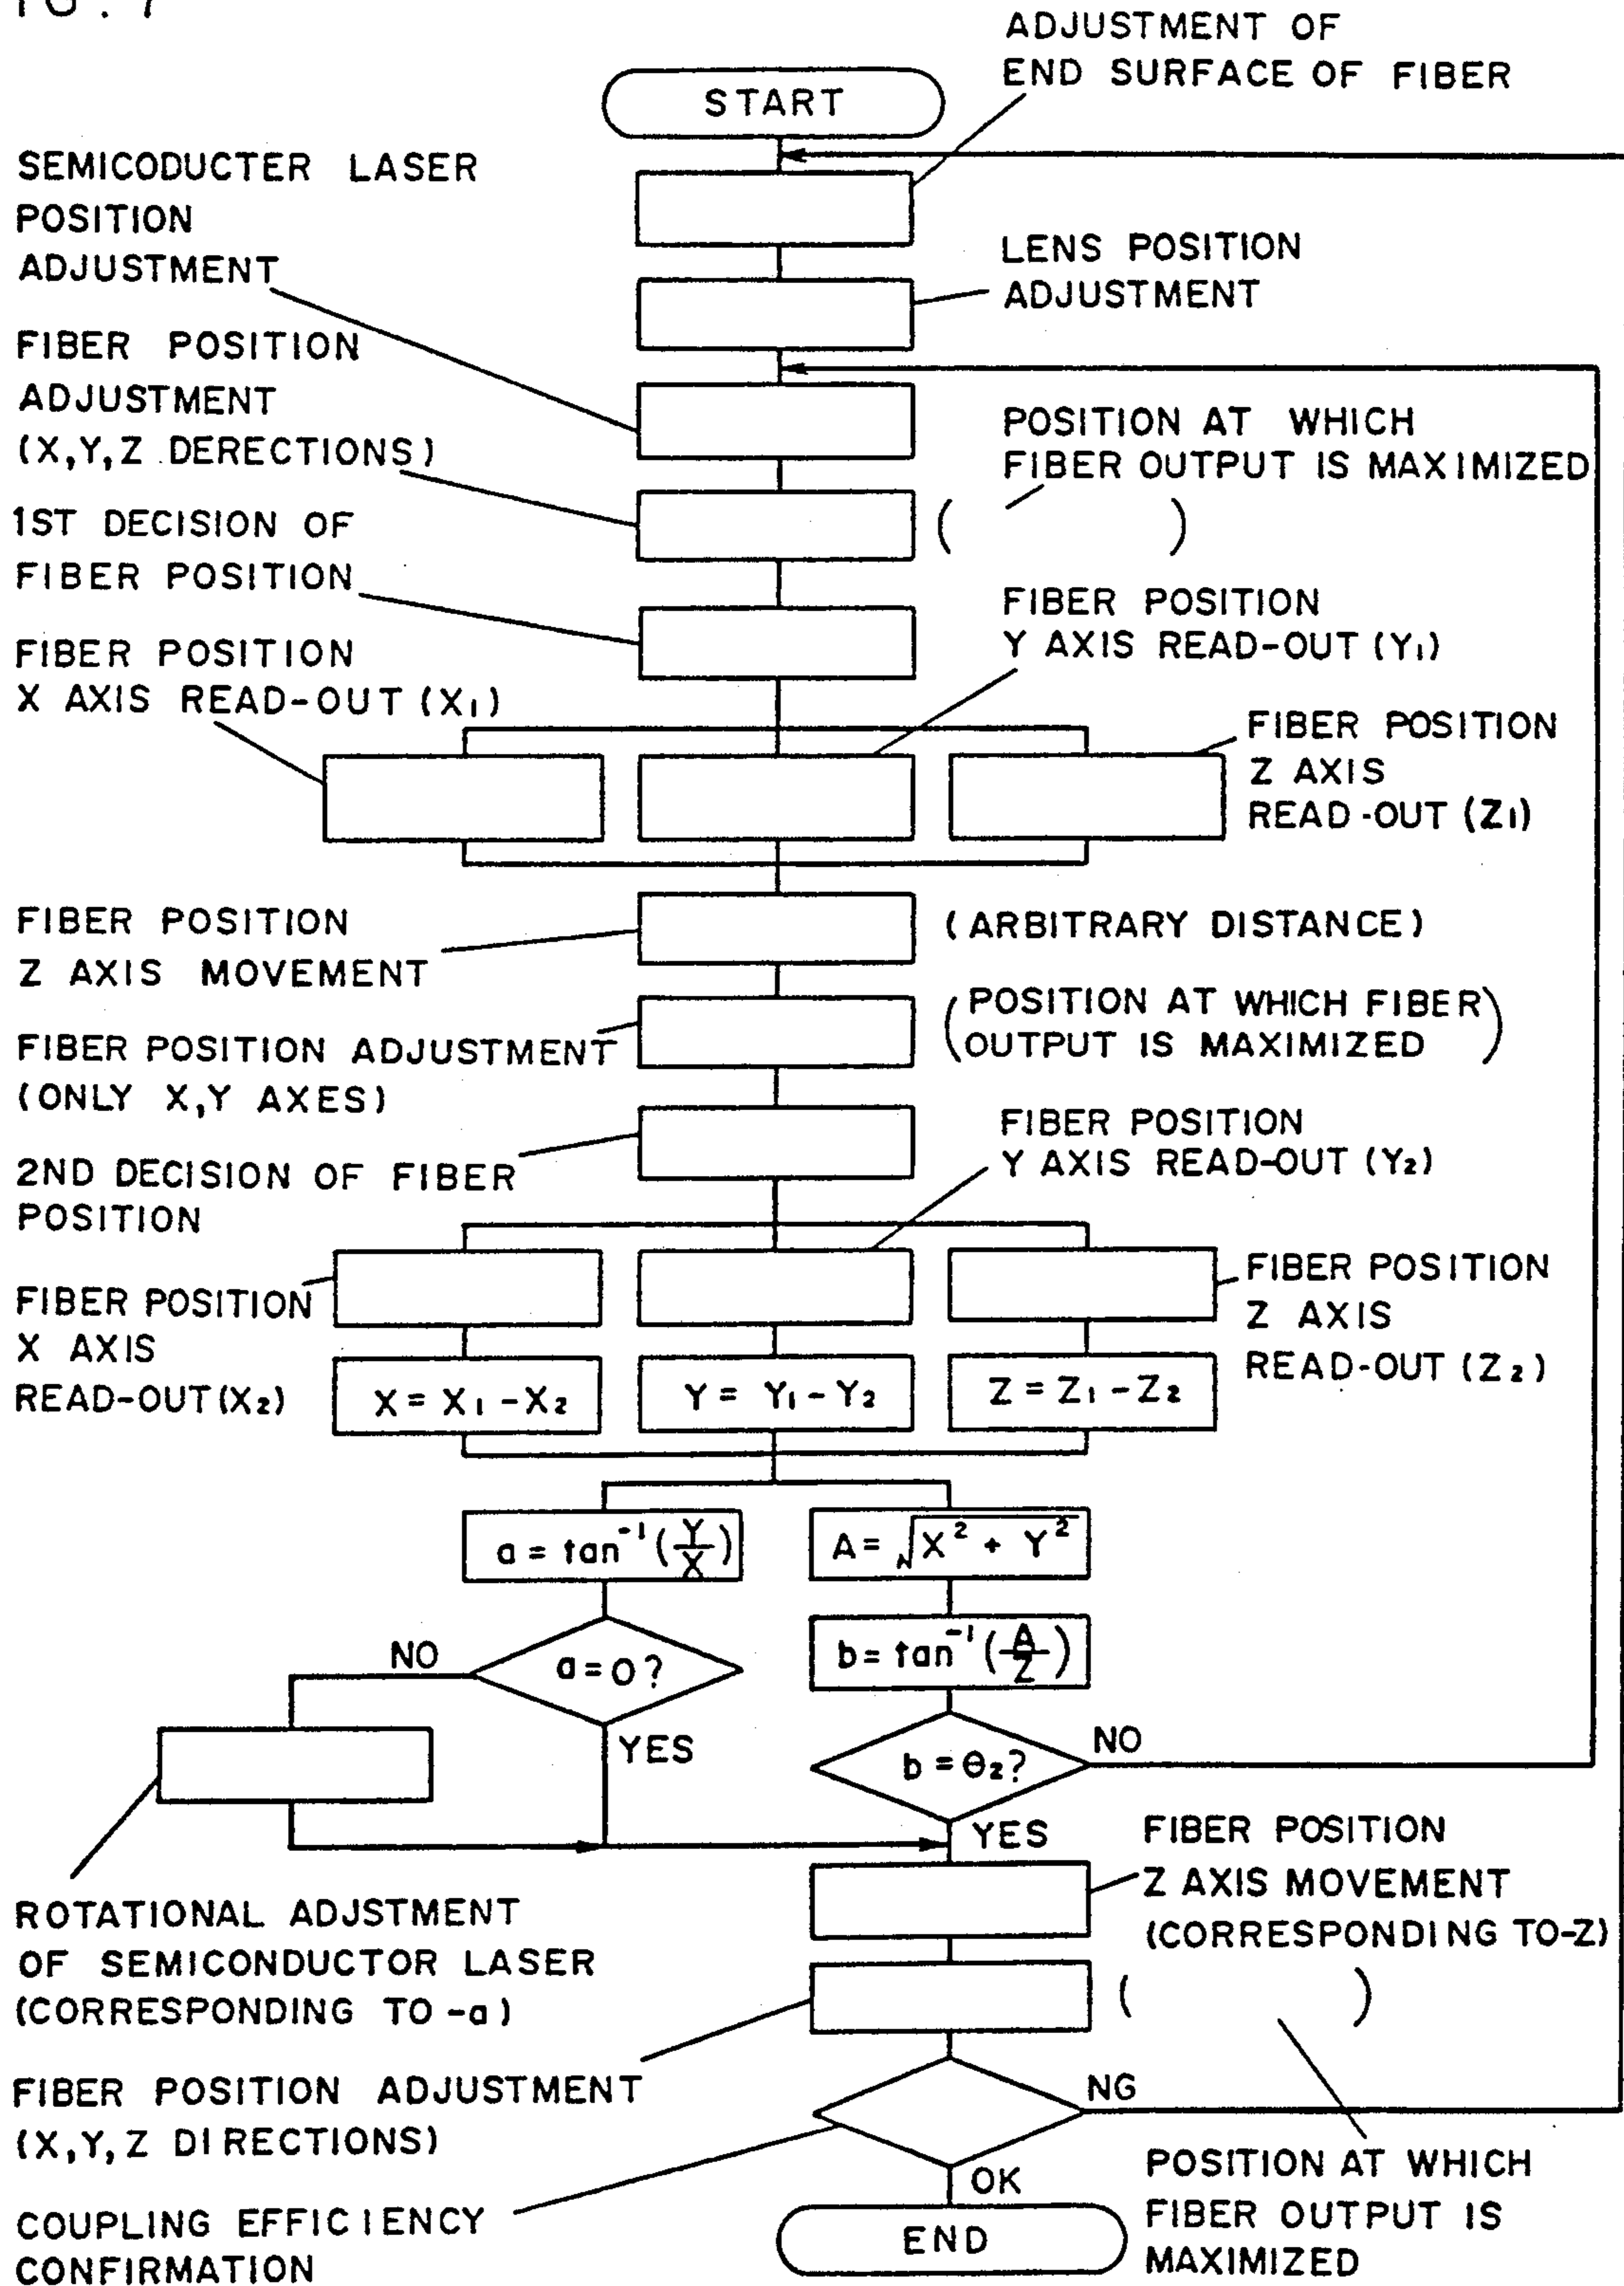 IG. 7
ADJUSTMENT OF
END SURFACE OF FIBER
START
SEMICODUCTER LASER
POSITION
ADJUSTMENT
LENS POSITION
ADJUSTMENT
FIBER POSITION
ADJUSTMENT
(X,Y,Z DERECTIONS)
POSITION AT WHICH
FIBER OUTPUT IS MAXIMIZED
( )
1ST DECISION OF
FIBER POSITION
FIBER POSITION
X AXIS READ-OUT (X₁)
FIBER POSITION
Y AXIS READ-OUT (Y₁)
FIBER POSITION
Z AXIS
READ-OUT (Z₁)
FIBER POSITION
Z AXIS MOVEMENT
(ARBITRARY DISTANCE)
FIBER POSITION ADJUSTMENT
(ONLY X,Y AXES)
(POSITION AT WHICH FIBER
OUTPUT IS MAXIMIZED)
2ND DECISION OF FIBER
POSITION
FIBER POSITION
Y AXIS READ-OUT (Y₂)
FIBER POSITION
X AXIS
READ-OUT (X₂)
FIBER POSITION
Z AXIS
READ-OUT (Z₂)
X = X₁ - X₂
Y = Y₁ - Y₂
Z = Z₁ - Z₂
a = tan⁻¹(Y/X)
A = √X² + Y²
b = tan⁻¹(A/Z)
a = 0?
NO
YES
b = θ₂?
NO
YES
ROTATIONAL ADJSTMENT
OF SEMICONDUCTOR LASER
(CORRESPONDING TO -a)
FIBER POSITION
Z AXIS MOVEMENT
(CORRESPONDING TO-Z)
FIBER POSITION ADJUSTMENT
(X,Y,Z DIRECTIONS)
( )
POSITION AT WHICH
FIBER OUTPUT IS
MAXIMIZED
COUPLING EFFICIENCY
CONFIRMATION
NG
OK
END